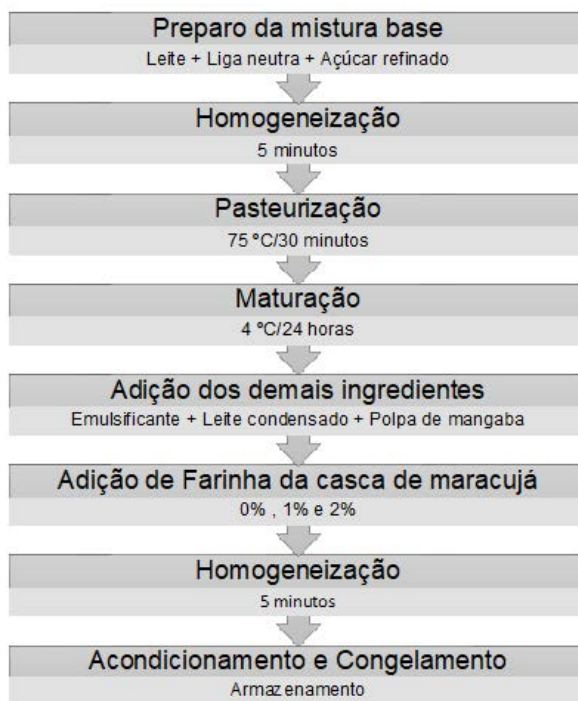 Preparo da mistura base
Leite + Liga neutra + Açúcar refinado
Homogeneização
5 minutos
Pasteurização
75 °C/30 minutos
Maturação
4 °C/24 horas
Adição dos demais ingredientes
Emulsificante + Leite condensado + Polpa de mangaba
Adição de Farinha da casca de maracujá
0% , 1% e 2%
Homogeneização
5 minutos
Acondicionamento e Congelamento
Armazenamento